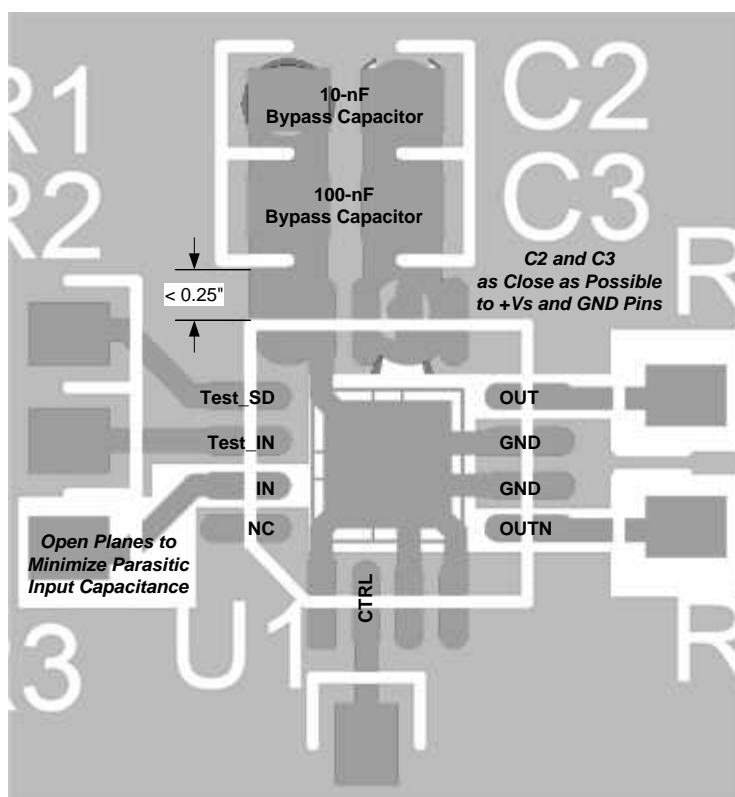 R1
10-nF
Bypass Capacitor
C2
R2
100-nF
Bypass Capacitor
C3
< 0.25"
C2 and C3
as Close as Possible
to +Vs and GND Pins
R
Test_SD
OUT
Test_IN
GND
IN
GND
NC
OUTN
Open Planes to
Minimize Parasitic
Input Capacitance
CTRL
R3
U1
R